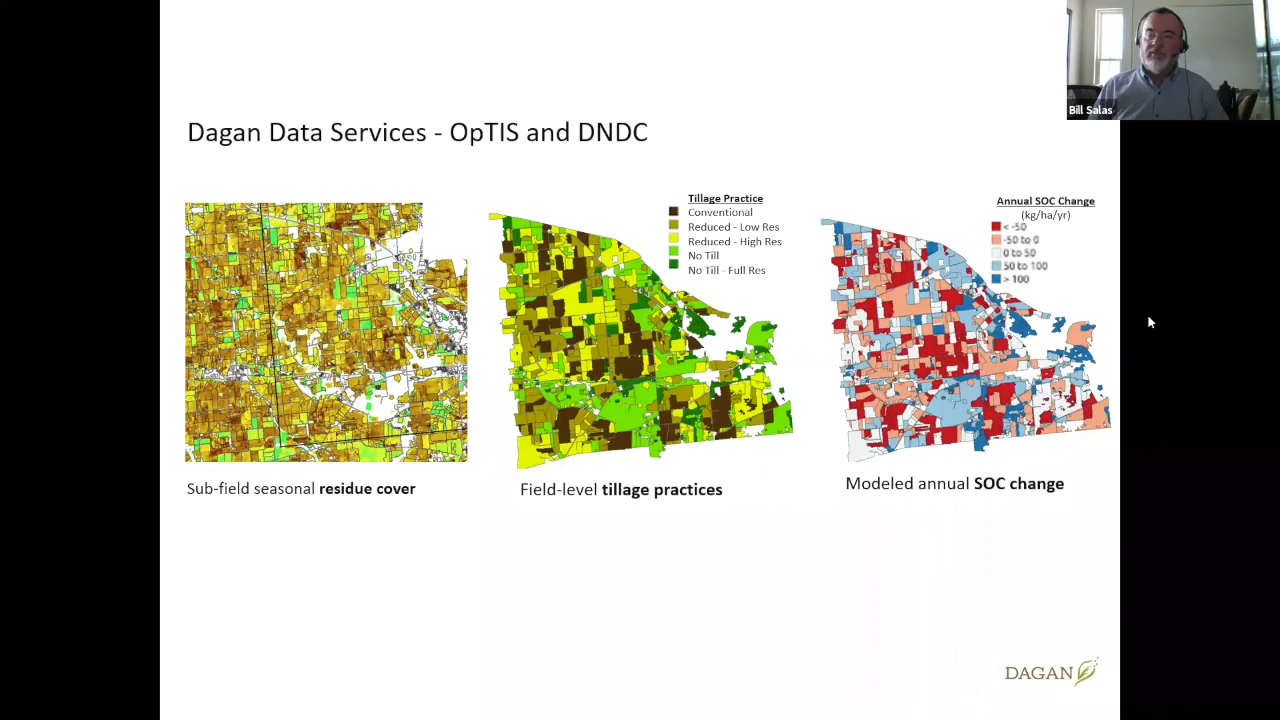 Bill Salas
Dagan Data Services - OpTIS and DNDC
Tillage Practice
Conventional
Reduced - Low Res
Reduced - High Res
No Till
No Till - Full Res
Annual SOC Change
(kg/ha/yr)
< -50
-50 to 0
0 to 50
50 to 100
> 100
Sub-field seasonal residue cover
Field-level tillage practices
Modeled annual SOC change
DAGAN